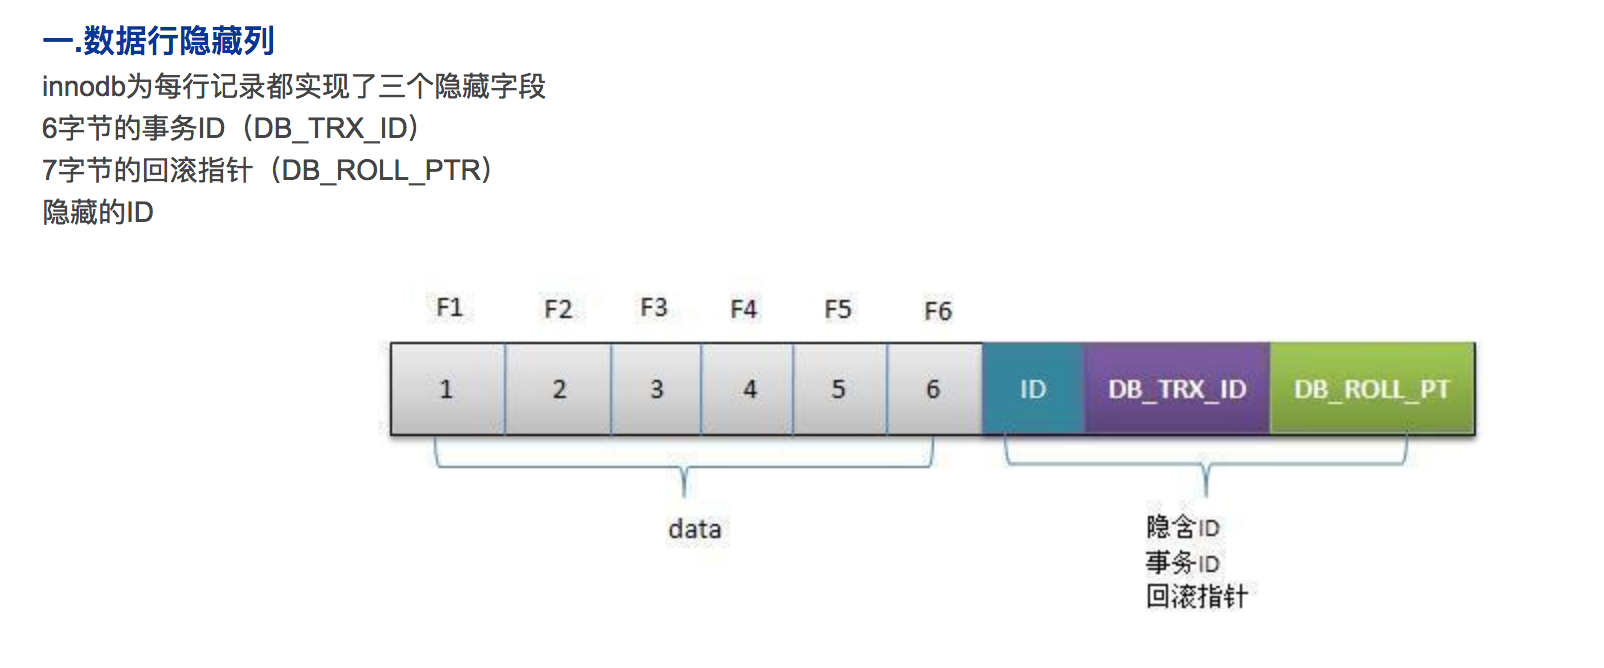 一.数据行隐藏列
innodb为每行记录都实现了三个隐藏字段
6字节的事务ID（DB_TRX_ID）
7字节的回滚指针（DB_ROLL_PTR）
隐藏的ID
F1 F2 F3 F4 F5 F6
1 2 3 4 5 6 ID DB_TRX_ID DB_ROLL_PT
data
隐含ID
事务ID
回滚指针